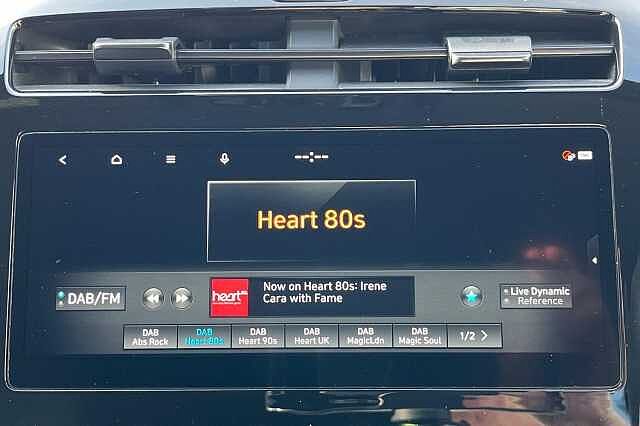 --:--
Heart 80s
DAB/FM
heart
Now on Heart 80s: Irene
Cara with Fame
Live Dynamic
Reference
DAB
Abs Rock
DAB
Heart 80s
DAB
Heart 90s
DAB
Heart UK
DAB
MagicLdn
DAB
Magic Soul
1/2 >